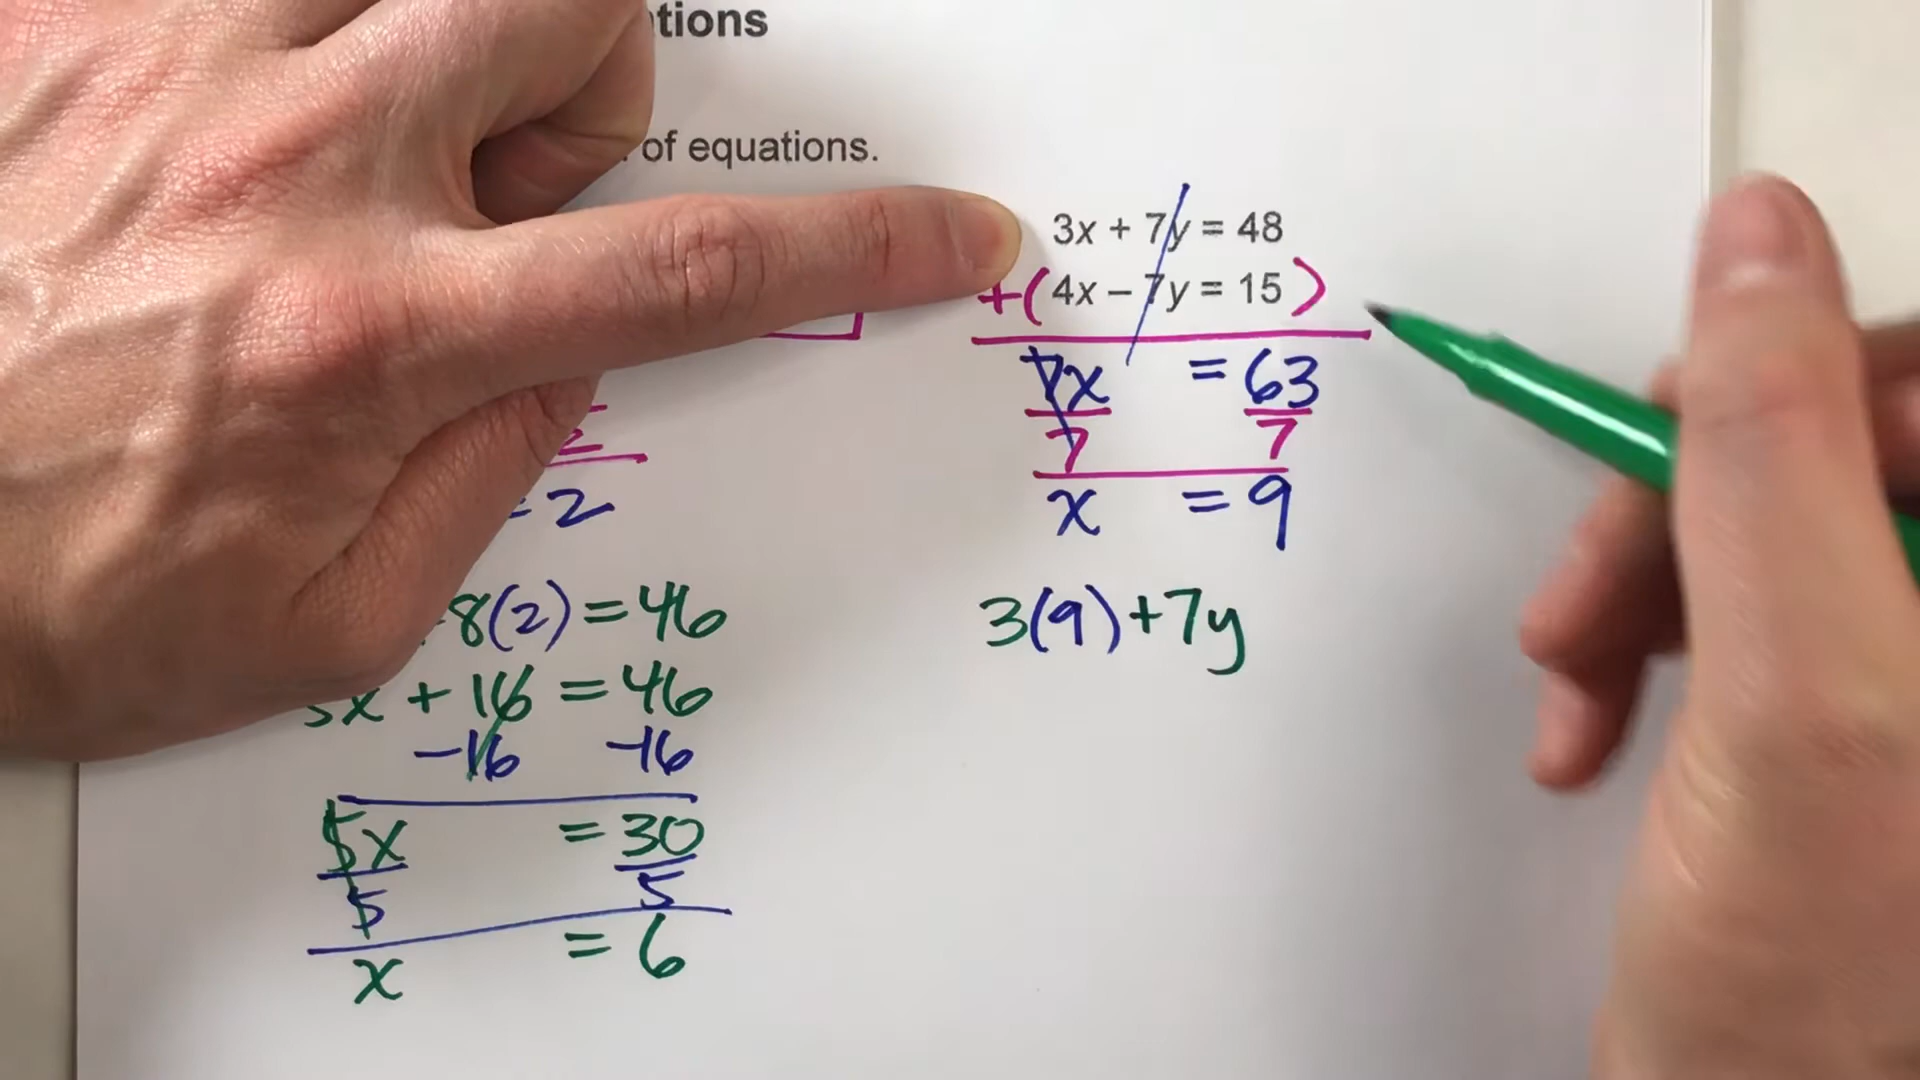 tions
of equations.
3x + 7y = 48
+(4x – 7y = 15)
7x = 63
7 7
x = 9
3(9)+7y
2
= 2
8(2) = 46
x + 16 = 46
-16 -16
5x = 30
5 5
x = 6